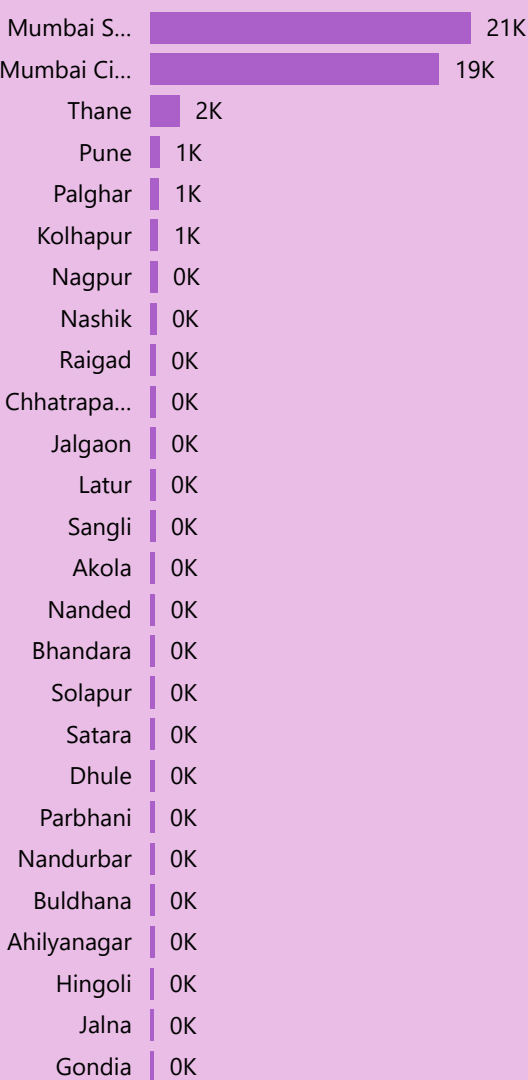 Mumbai S... 21K
Mumbai Ci... 19K
Thane 2K
Pune 1K
Palghar 1K
Kolhapur 1K
Nagpur 0K
Nashik 0K
Raigad 0K
Chhatrapa... 0K
Jalgaon 0K
Latur 0K
Sangli 0K
Akola 0K
Nanded 0K
Bhandara 0K
Solapur 0K
Satara 0K
Dhule 0K
Parbhani 0K
Nandurbar 0K
Buldhana 0K
Ahilyanagar 0K
Hingoli 0K
Jalna 0K
Gondia 0K